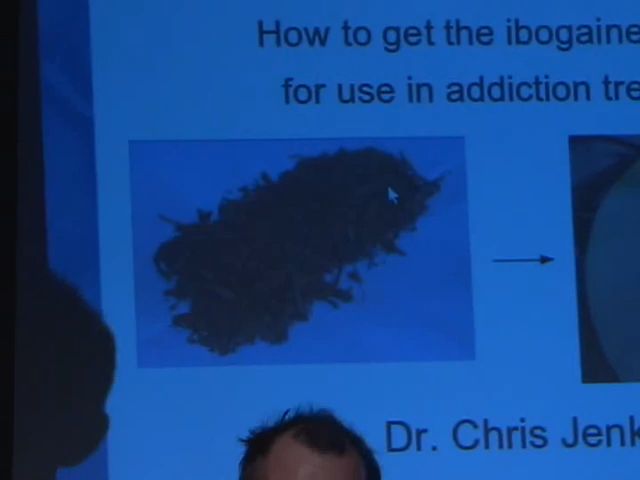 How to get the ibogaine
for use in addiction tre
Dr. Chris Jenk